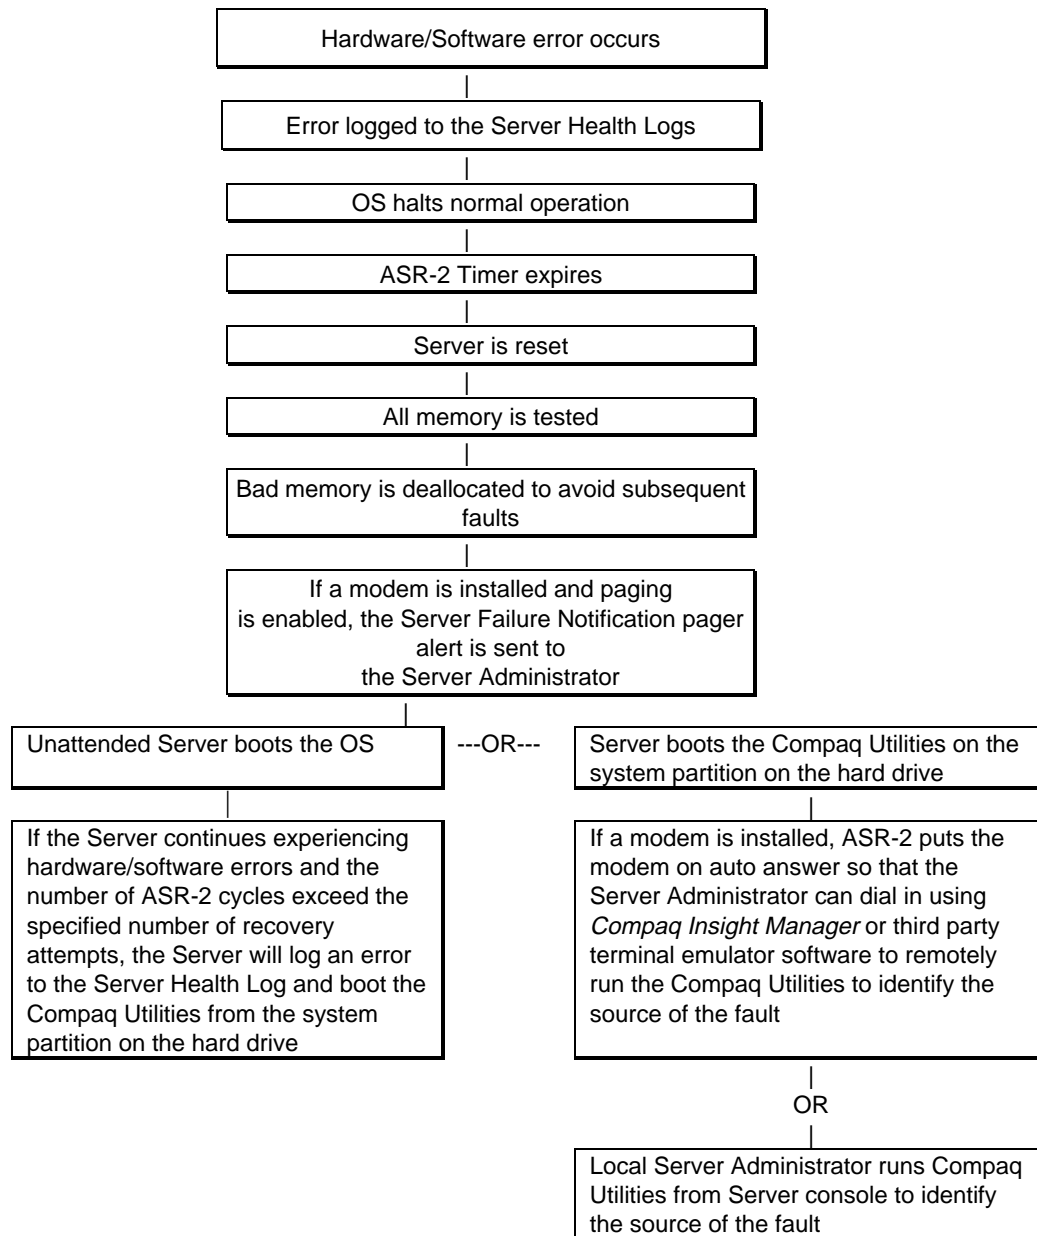 Hardware/Software error occurs
Error logged to the Server Health Logs
OS halts normal operation
ASR-2 Timer expires
Server is reset
All memory is tested
Bad memory is deallocated to avoid subsequent
faults
If a modem is installed and paging
is enabled, the Server Failure Notification pager
alert is sent to
the Server Administrator
Unattended Server boots the OS
---OR---
Server boots the Compaq Utilities on the
system partition on the hard drive
If the Server continues experiencing
hardware/software errors and the
number of ASR-2 cycles exceed the
specified number of recovery
attempts, the Server will log an error
to the Server Health Log and boot the
Compaq Utilities from the system
partition on the hard drive
If a modem is installed, ASR-2 puts the
modem on auto answer so that the
Server Administrator can dial in using
Compaq Insight Manager or third party
terminal emulator software to remotely
run the Compaq Utilities to identify the
source of the fault
OR
Local Server Administrator runs Compaq
Utilities from Server console to identify
the source of the fault